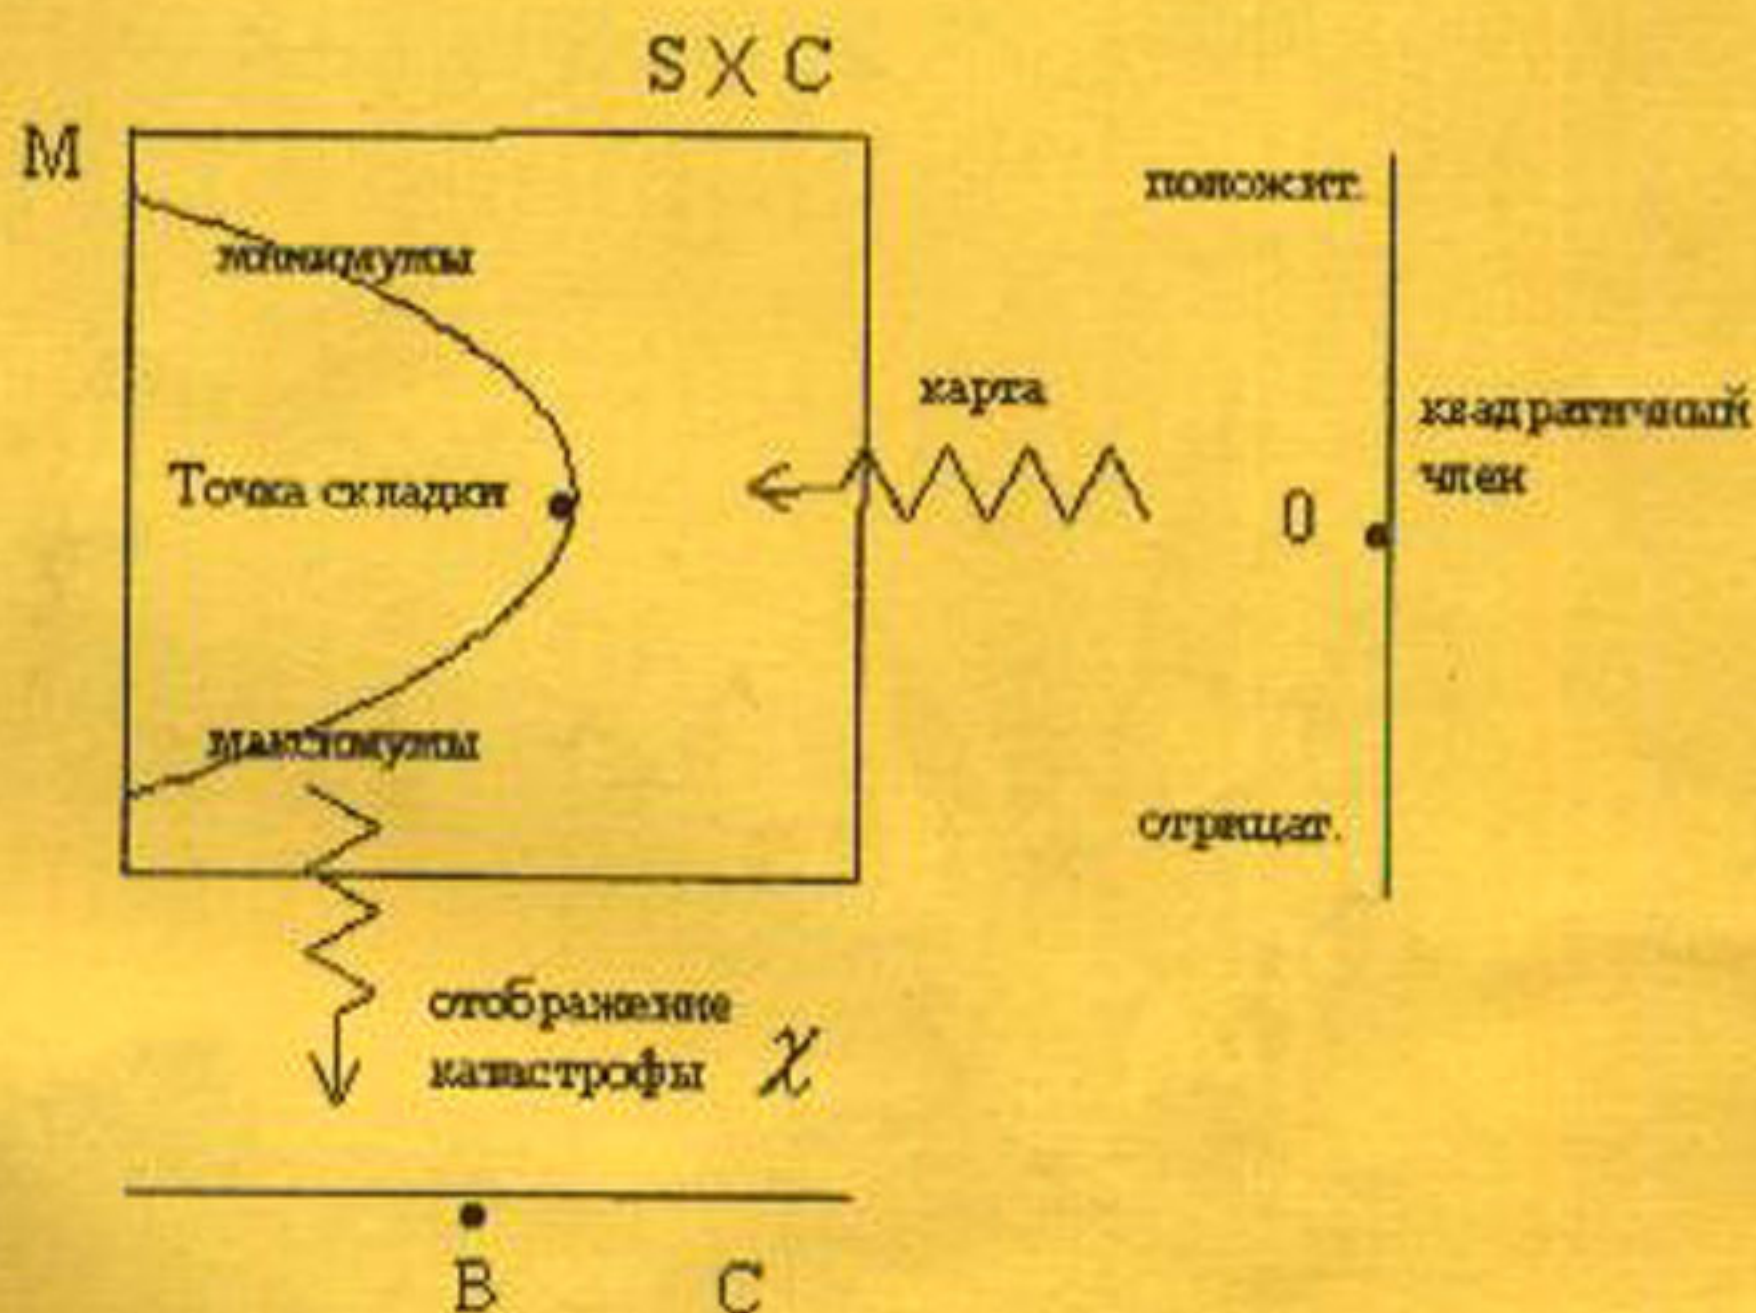 S X C
M
положит.
минимумы
карта
квадратичный
член
Точка складки
0
максимумы
отрицат.
отображение
катастрофы χ
B C